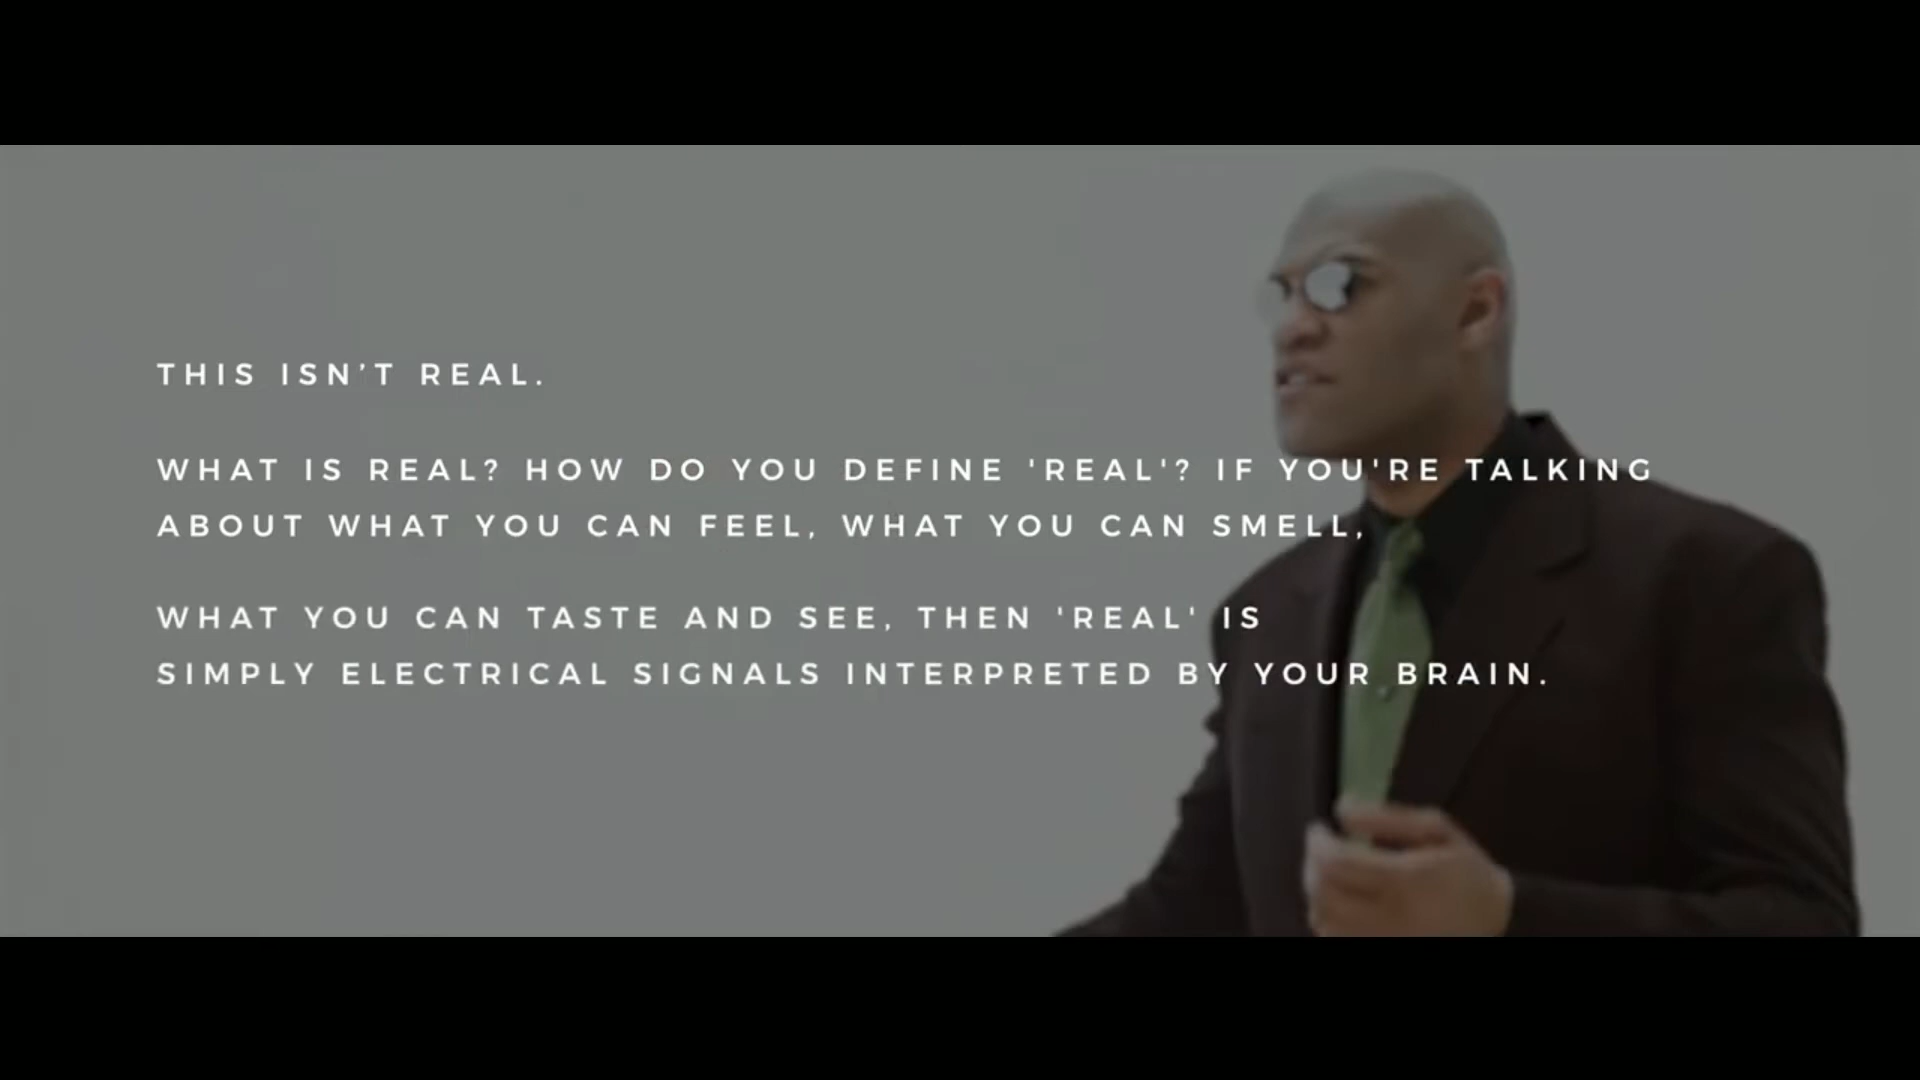 THIS ISN’T REAL.
WHAT IS REAL? HOW DO YOU DEFINE 'REAL'? IF YOU'RE TALKING
ABOUT WHAT YOU CAN FEEL, WHAT YOU CAN SMELL,
WHAT YOU CAN TASTE AND SEE, THEN 'REAL' IS
SIMPLY ELECTRICAL SIGNALS INTERPRETED BY YOUR BRAIN.